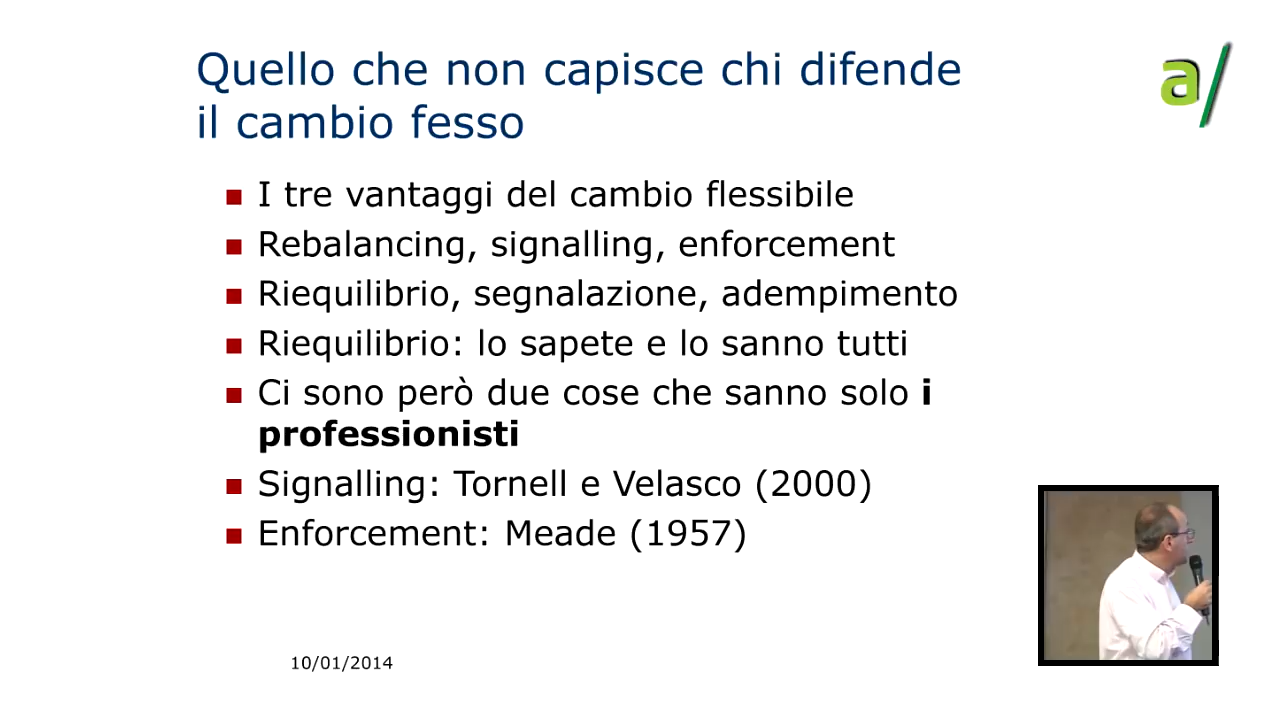 Quello che non capisce chi difende
il cambio fesso
a/
I tre vantaggi del cambio flessibile
Rebalancing, signalling, enforcement
Riequilibrio, segnalazione, adempimento
Riequilibrio: lo sapete e lo sanno tutti
Ci sono però due cose che sanno solo i
professionisti
Signalling: Tornell e Velasco (2000)
Enforcement: Meade (1957)
10/01/2014